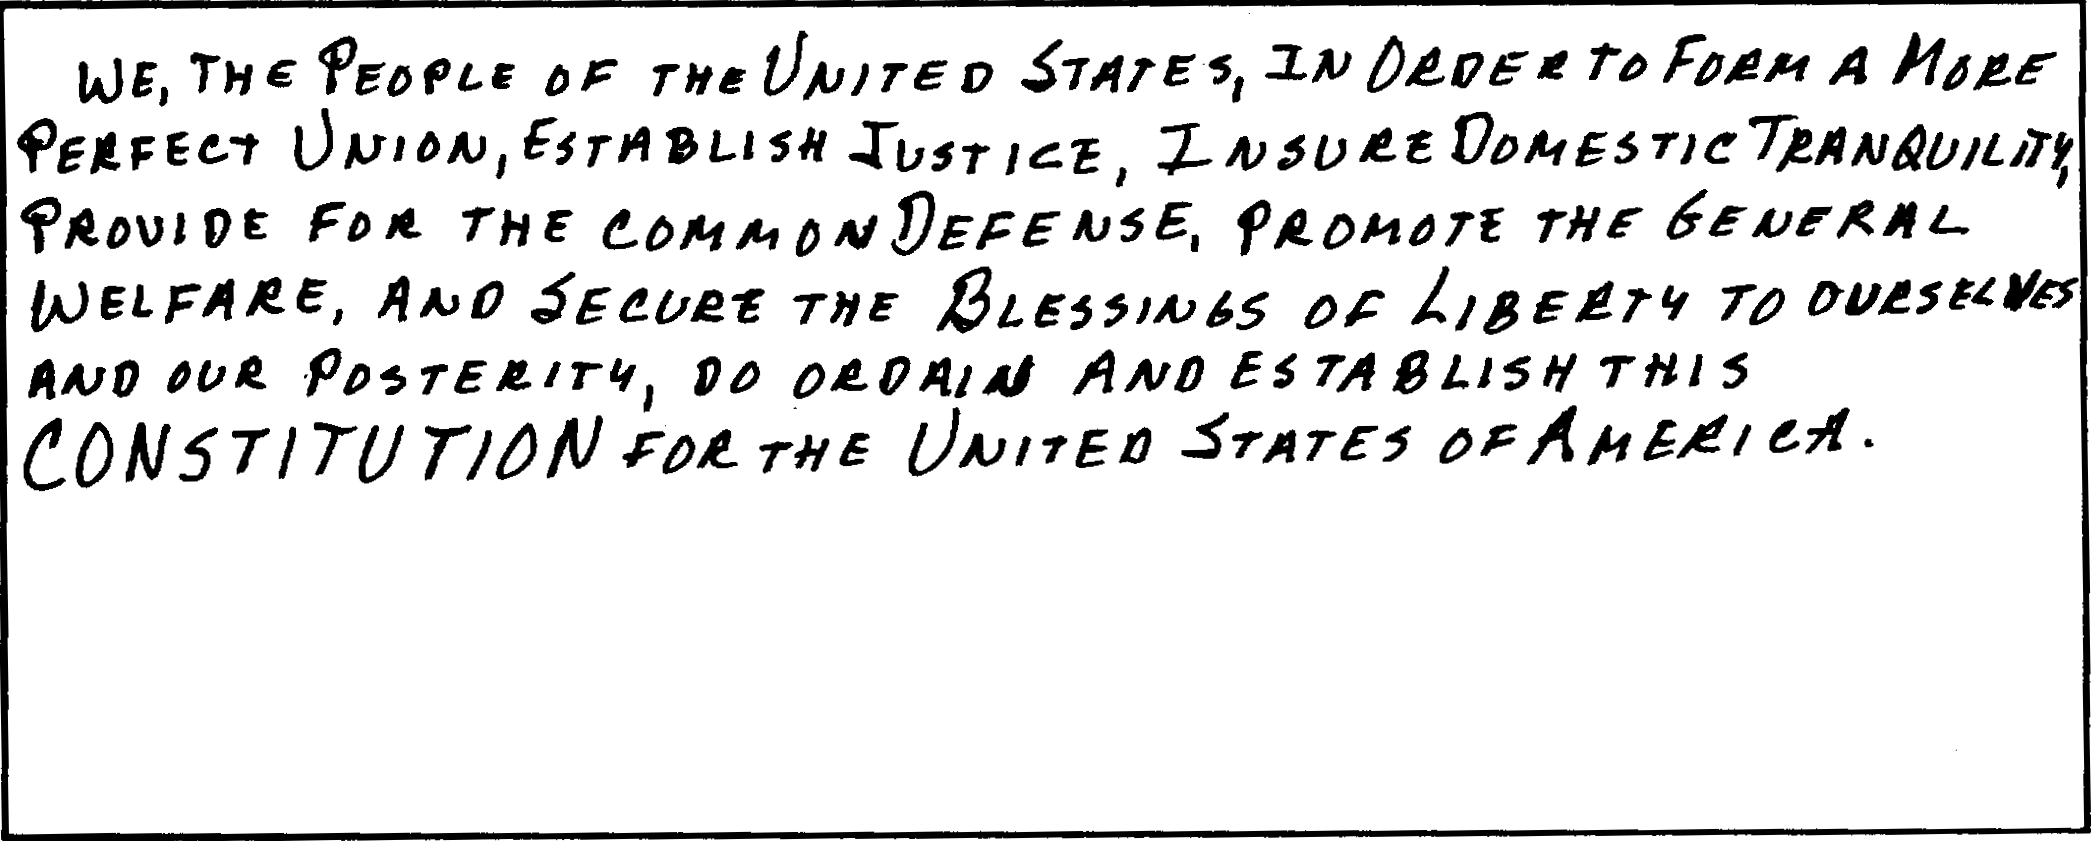 WE, THE PEOPLE OF THE UNITED STATES, IN ORDER TO FORM A MORE
PERFECT UNION, ESTABLISH JUSTICE, INSURE DOMESTIC TRANQUILITY,
PROVIDE FOR THE COMMON DEFENSE, PROMOTE THE GENERAL
WELFARE, AND SECURE THE BLESSINGS OF LIBERTY TO OURSELVES
AND OUR POSTERITY, DO ORDAIN AND ESTABLISH THIS
CONSTITUTION FOR THE UNITED STATES OF AMERICA.